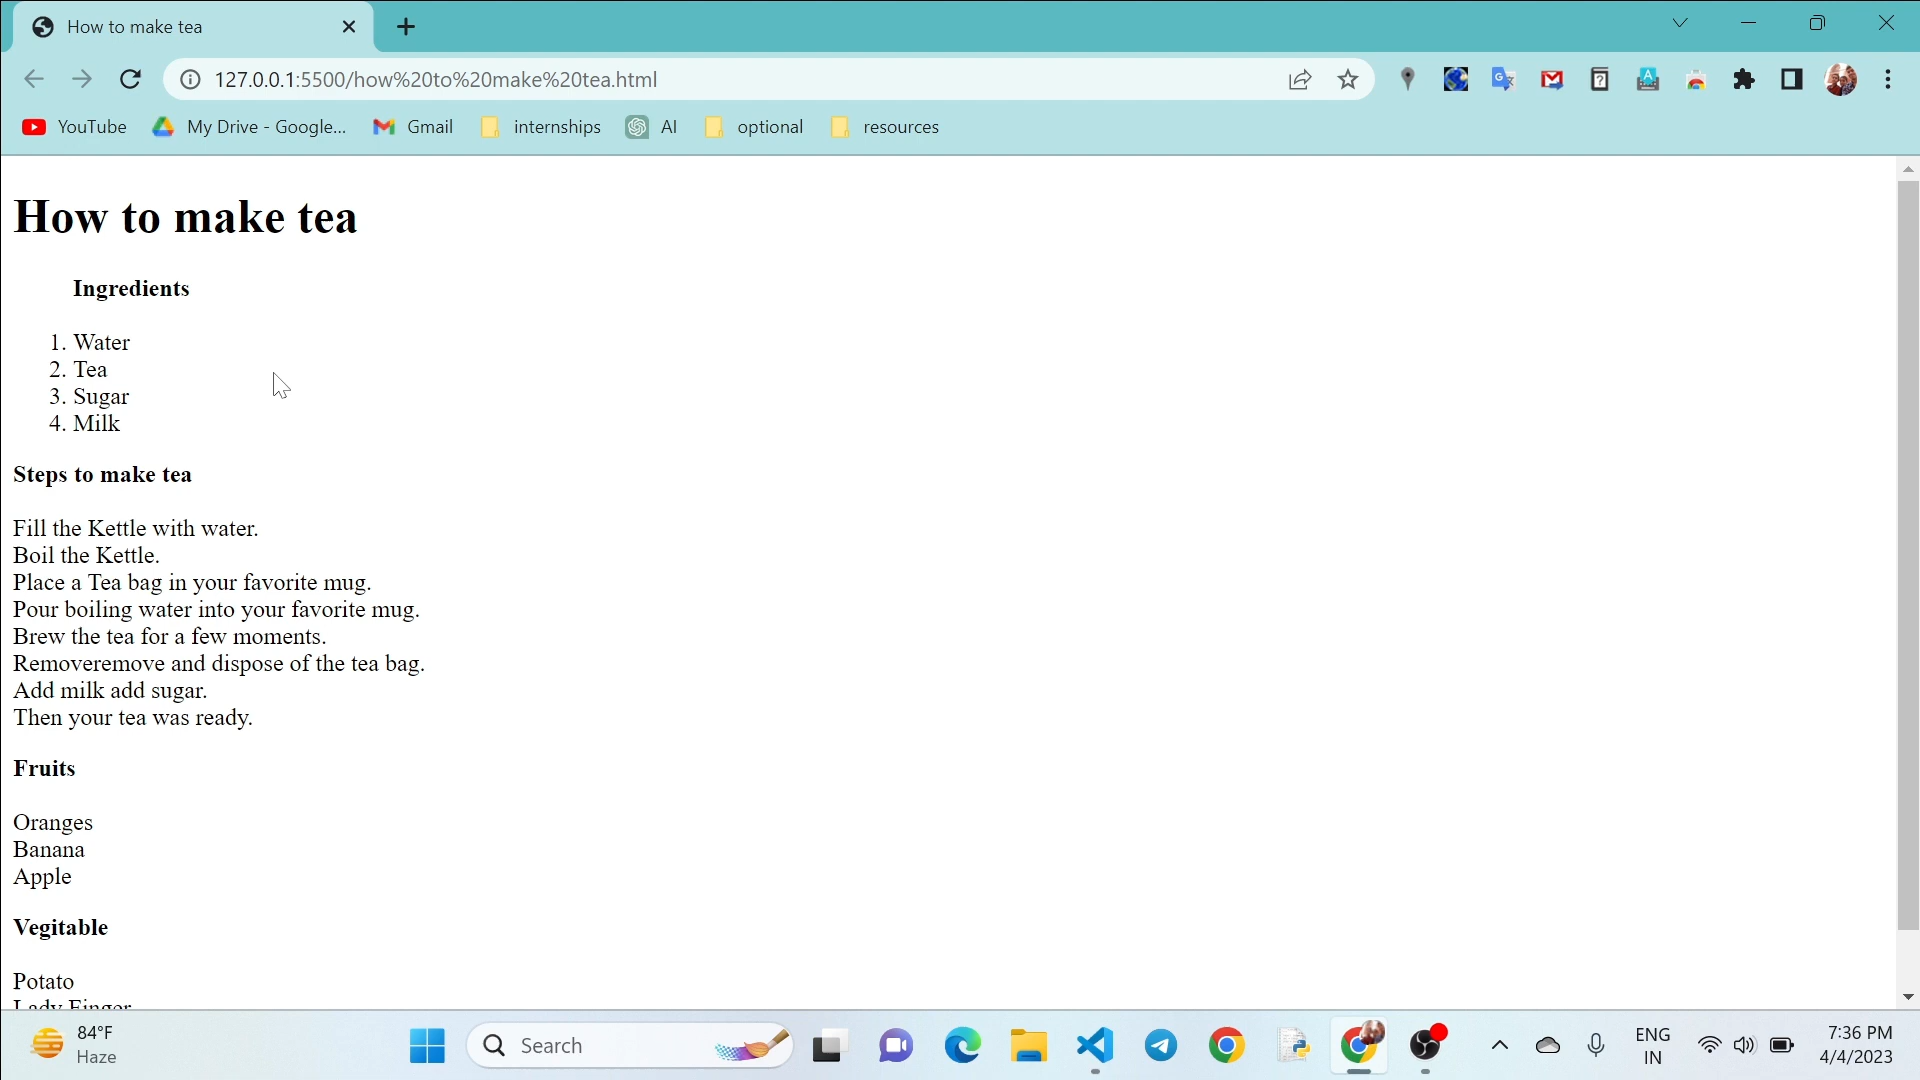 How to make tea
127.0.0.1:5500/how%20to%20make%20tea.html
YouTube My Drive - Google... Gmail internships AI optional resources
How to make tea
Ingredients
1. Water
2. Tea
3. Sugar
4. Milk
Steps to make tea
Fill the Kettle with water.
Boil the Kettle.
Place a Tea bag in your favorite mug.
Pour boiling water into your favorite mug.
Brew the tea for a few moments.
Removeremove and dispose of the tea bag.
Add milk add sugar.
Then your tea was ready.
Fruits
Oranges
Banana
Apple
Vegitable
Potato
Lady Finger
84°F
Haze
Search
ENG
IN
7:36 PM
4/4/2023